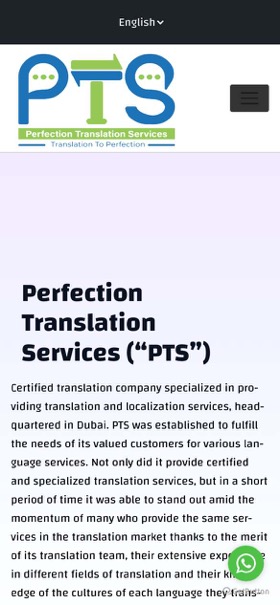 English
PTS
Perfection Translation Services
Translation To Perfection
Perfection
Translation
Services (“PTS”)
Certified translation company specialized in pro-
viding translation and localization services, head-
quartered in Dubai. PTS was established to fulfill
the needs of its valued customers for various lan-
guage services. Not only did it provide certified
and specialized translation services, but in a short
period of time it was able to stand out amid the
momentum of many who provide the same ser-
vices in the translation market thanks to the merit
of its translation team, their extensive
in different fields of translation and their
edge of the cultures of each language they trans-